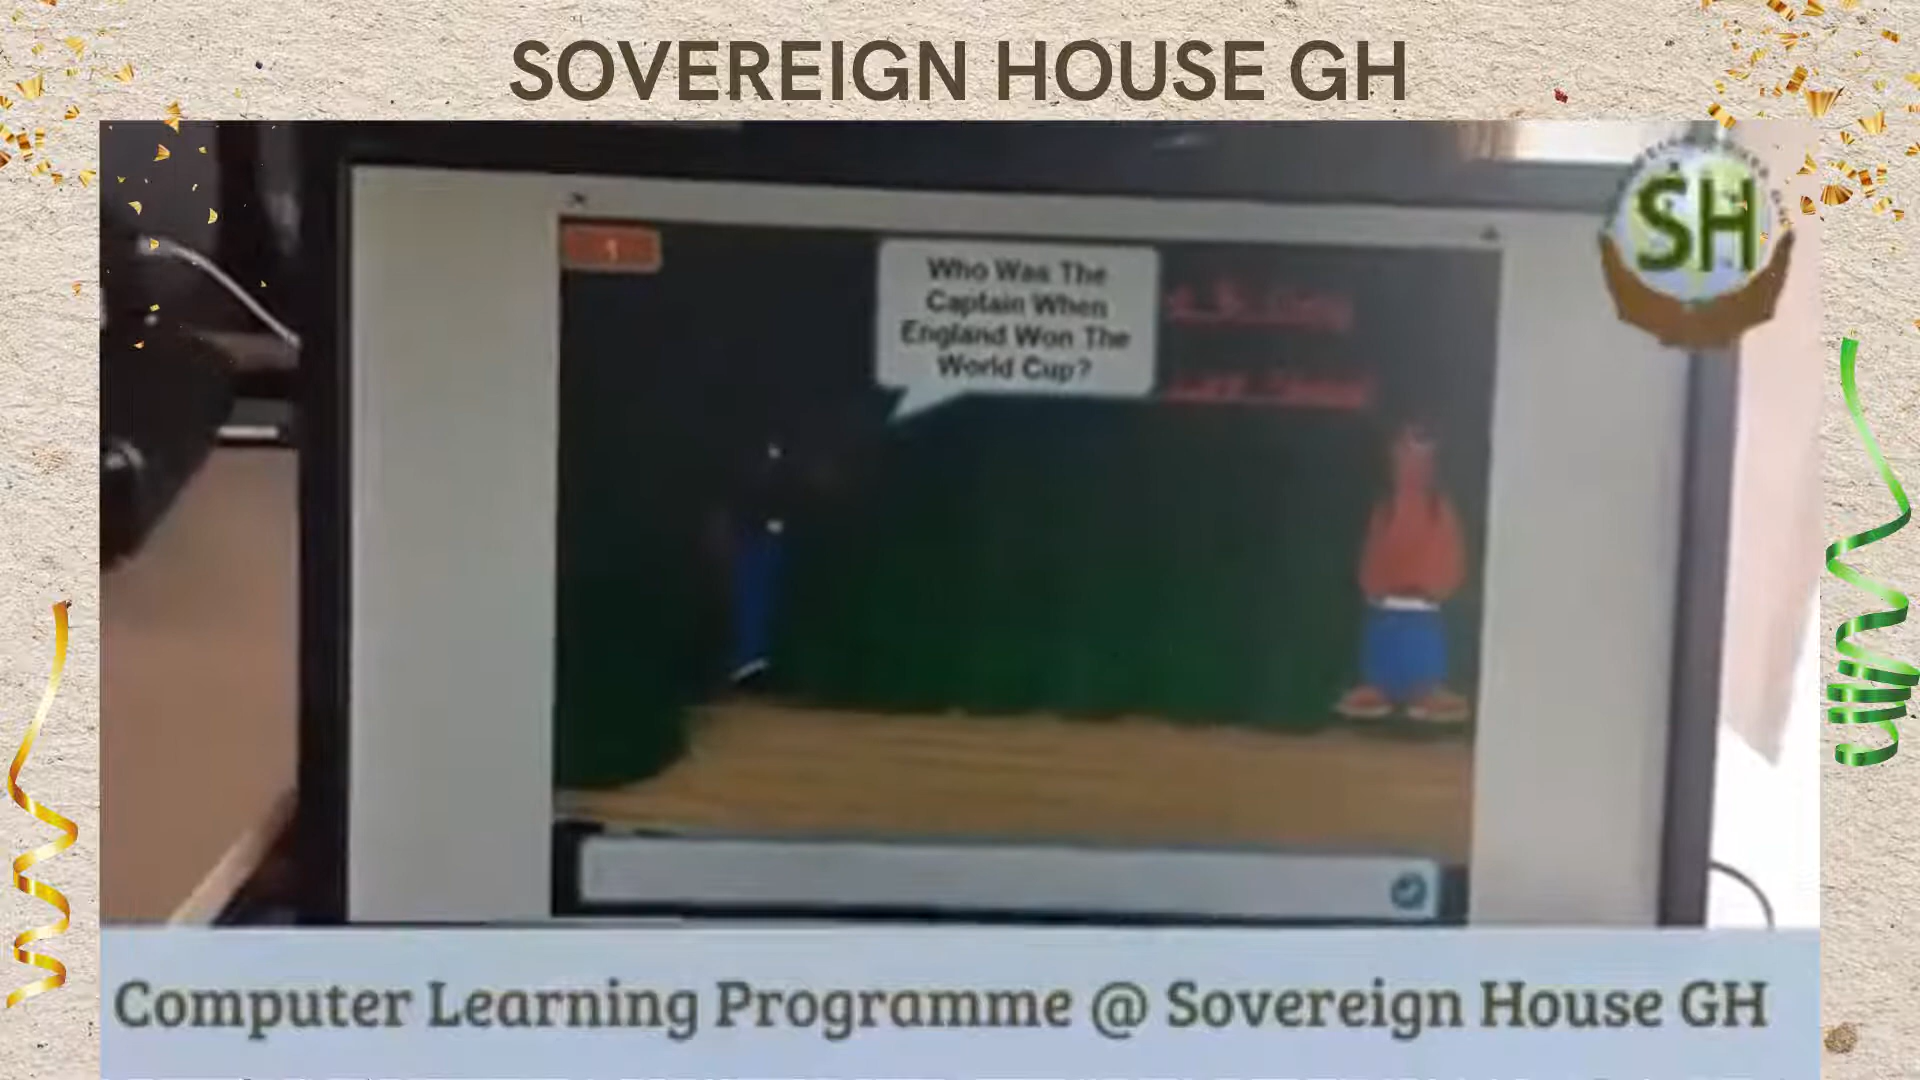 SOVEREIGN HOUSE GH
SH
1
Who Was The
Captain When
England Won The
World Cup?
Computer Learning Programme @ Sovereign House GH